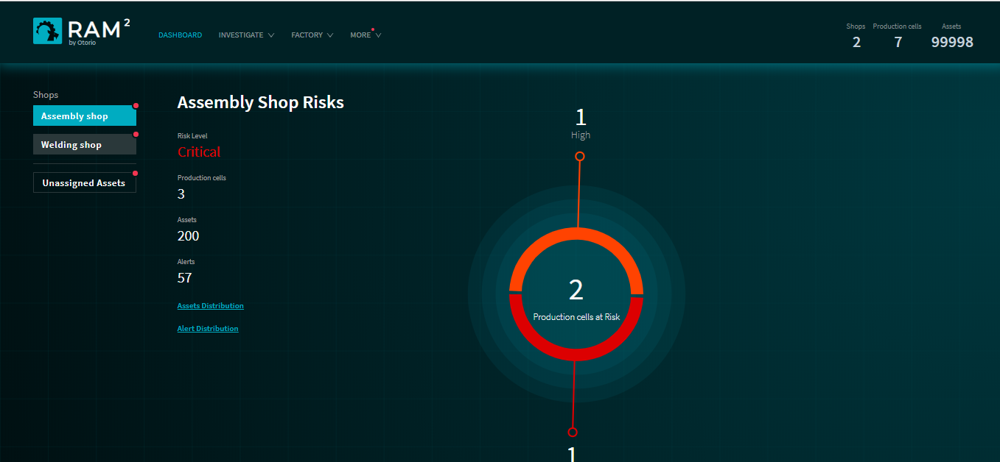 RAM²
by Otorio
DASHBOARD INVESTIGATE FACTORY MORE
Shops Production cells Assets
2 7 99998
Shops
Assembly shop
Welding shop
Unassigned Assets
Assembly Shop Risks
Risk Level
Critical
Production cells
3
Assets
200
Alerts
57
Assets Distribution
Alert Distribution
1
High
2
Production cells at Risk
1